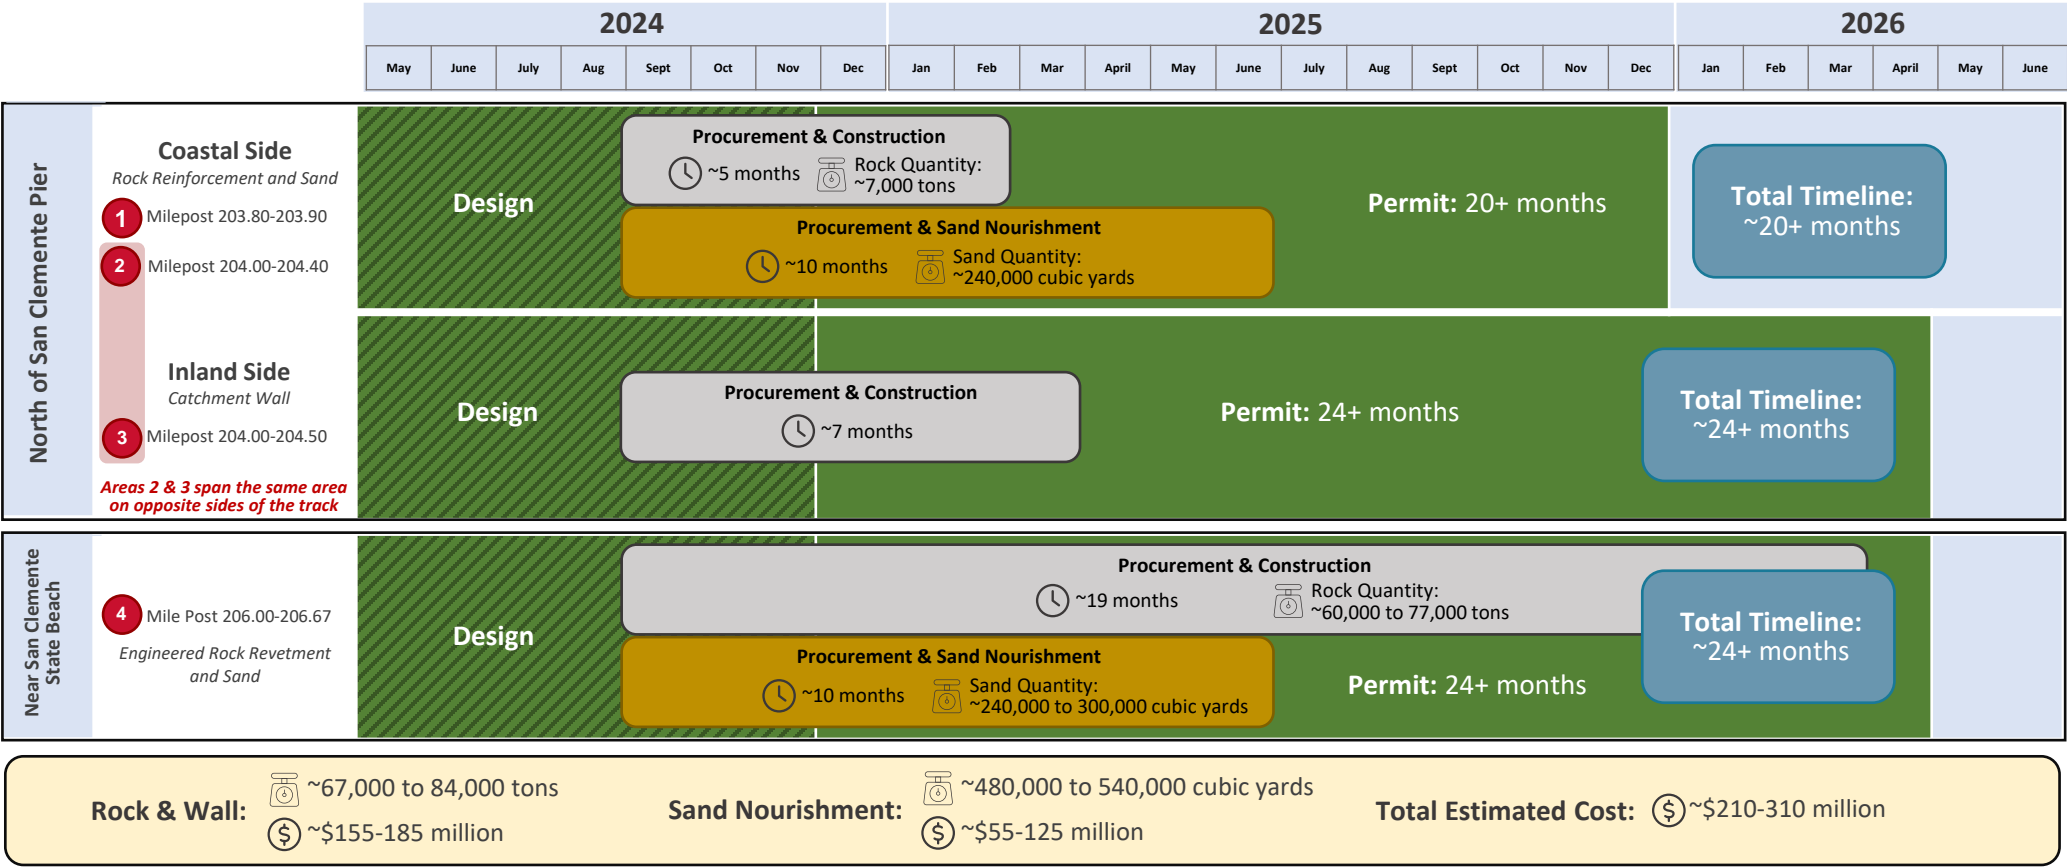 2024
2025
2026
May June July Aug Sept Oct Nov Dec Jan Feb Mar April May June July Aug Sept Oct Nov Dec Jan Feb Mar April May June
North of San Clemente Pier
Coastal Side
Rock Reinforcement and Sand
1 Milepost 203.80-203.90
2 Milepost 204.00-204.40
Design
Procurement & Construction
~5 months
Rock Quantity:
~7,000 tons
Procurement & Sand Nourishment
~10 months
Sand Quantity:
~240,000 cubic yards
Permit: 20+ months
Total Timeline:
~20+ months
Inland Side
Catchment Wall
3 Milepost 204.00-204.50
Areas 2 & 3 span the same area
on opposite sides of the track
Design
Procurement & Construction
~7 months
Permit: 24+ months
Total Timeline:
~24+ months
Near San Clemente
State Beach
4 Mile Post 206.00-206.67
Engineered Rock Revetment
and Sand
Design
Procurement & Construction
~19 months
Rock Quantity:
~60,000 to 77,000 tons
Procurement & Sand Nourishment
~10 months
Sand Quantity:
~240,000 to 300,000 cubic yards
Permit: 24+ months
Total Timeline:
~24+ months
Rock & Wall:
~67,000 to 84,000 tons
$ ~$155-185 million
Sand Nourishment:
~480,000 to 540,000 cubic yards
$ ~$55-125 million
Total Estimated Cost: $ ~$210-310 million